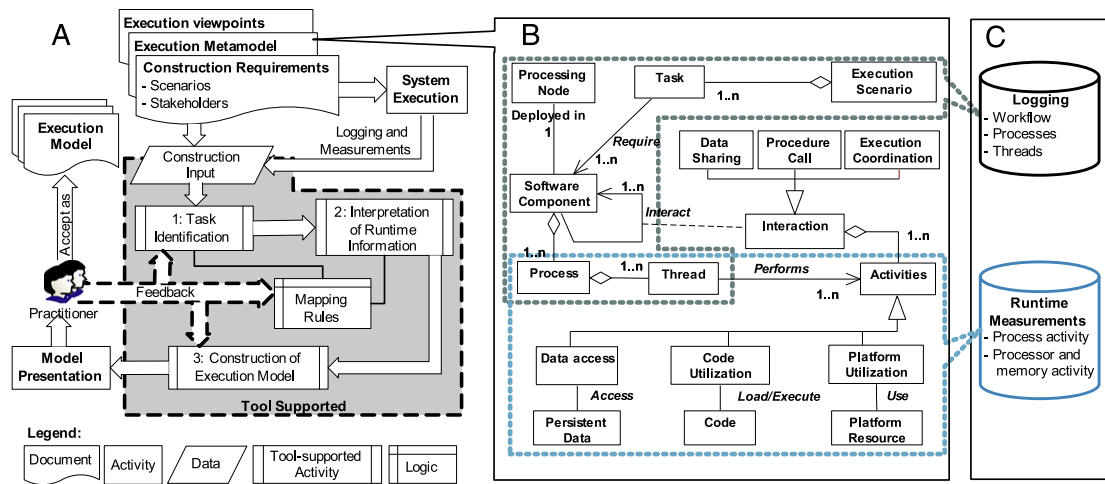 A
Execution viewpoints
Execution Metamodel
Construction Requirements
- Scenarios
- Stakeholders
System
Execution
Execution
Model
Logging and
Measurements
Construction
Input
1: Task
Identification
2: Interpretation
of Runtime
Information
Accept as
Feedback
Mapping
Rules
Practitioner
Model
Presentation
3: Construction of
Execution Model
Tool Supported
Legend:
Document
Activity
Data
Tool-supported
Activity
Logic
B
Processing
Node
Task
Execution
Scenario
1..n
Deployed in
1
Require
1..n
Data
Sharing
Procedure
Call
Execution
Coordination
Software
Component
1..n
Interact
Interaction
1..n
1..n
Process
1..n
Thread
Performs
1..n
Activities
Data access
Code
Utilization
Platform
Utilization
Access
Load/Execute
Use
Persistent
Data
Code
Platform
Resource
C
Logging
- Workflow
- Processes
- Threads
Runtime
Measurements
- Process activity
- Processor and
memory activity